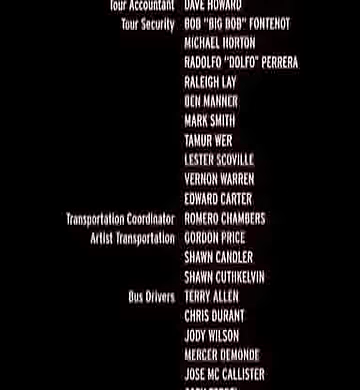 Tour Accountant DAVE HOWARD
Tour Security BOB "BIG BOB" FONTENOT
MICHAEL HORTON
RADOLFO "DOLFO" PERRERA
RALEIGH LAY
BEN MANNER
MARK SMITH
TAMUR WER
LESTER SCOVILLE
VERNON WARREN
EDWARD CARTER
Transportation Coordinator ROMERO CHAMBERS
Artist Transportation GORDON PRICE
SHAWN CANDLER
SHAWN CUTHKELVIN
Bus Drivers TERRY ALLEN
CHRIS DURANT
JODY WILSON
MERCER DEMONDE
JOSE MC CALLISTER